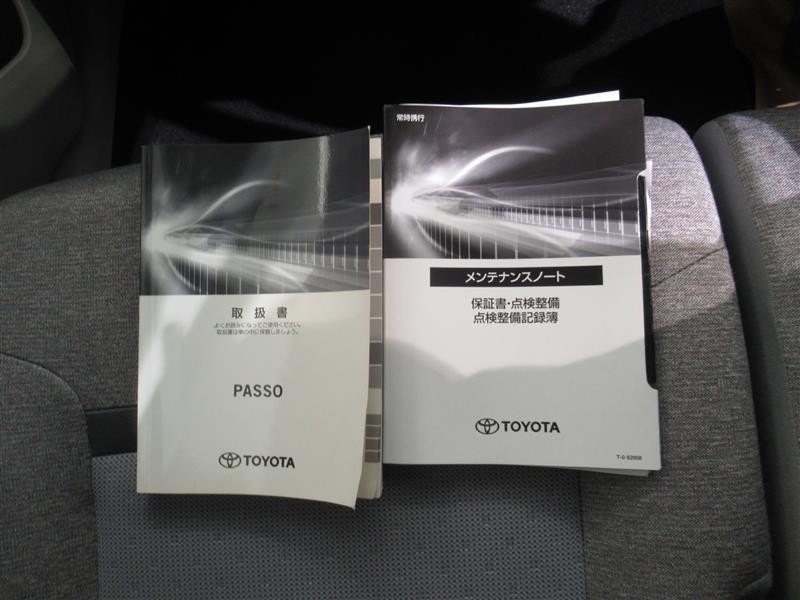 取扱書
よくお読みになってご使用ください。
取扱書は車の中に保管しましょう。
PASSO
TOYOTA
常時携行
メンテナンスノート
保証書・点検整備
点検整備記録簿
TOYOTA